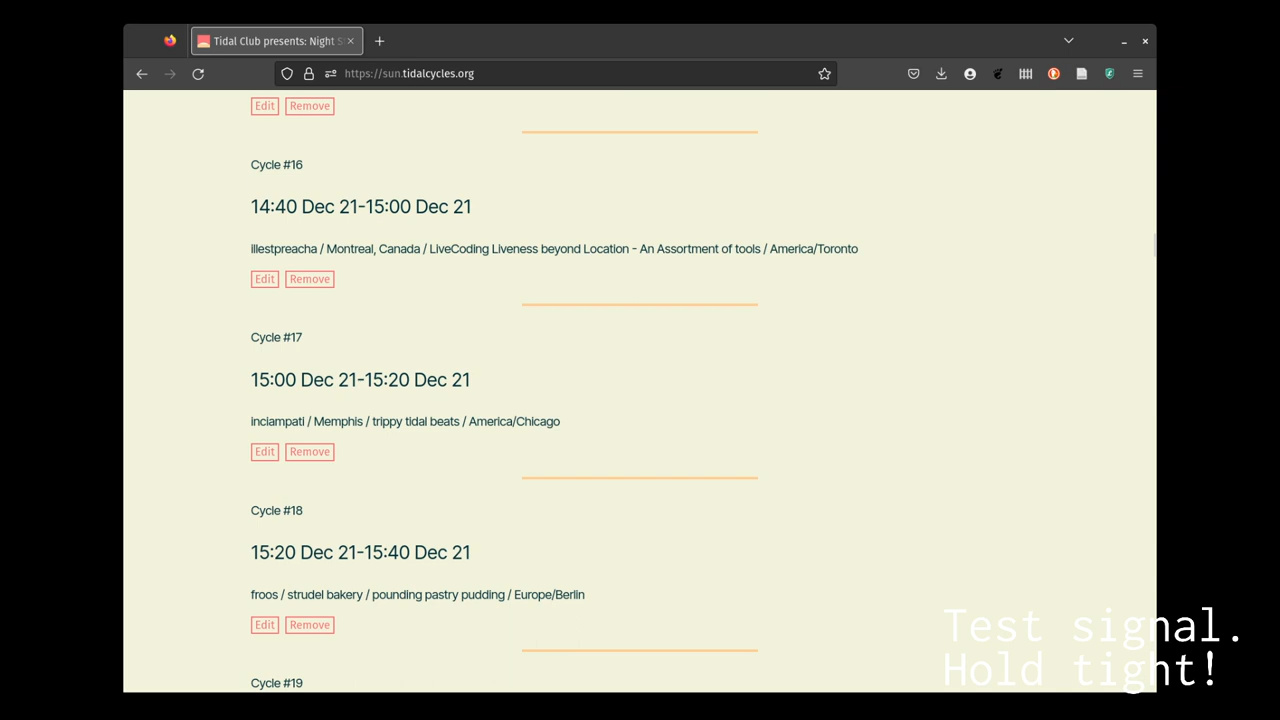 Tidal Club presents: Night S
https://sun.tidalcycles.org
Edit Remove
Cycle #16
14:40 Dec 21-15:00 Dec 21
illestpreacha / Montreal, Canada / LiveCoding Liveness beyond Location - An Assortment of tools / America/Toronto
Edit Remove
Cycle #17
15:00 Dec 21-15:20 Dec 21
inciampati / Memphis / trippy tidal beats / America/Chicago
Edit Remove
Cycle #18
15:20 Dec 21-15:40 Dec 21
froos / strudel bakery / pounding pastry pudding / Europe/Berlin
Edit Remove
Cycle #19
Test signal.
Hold tight!